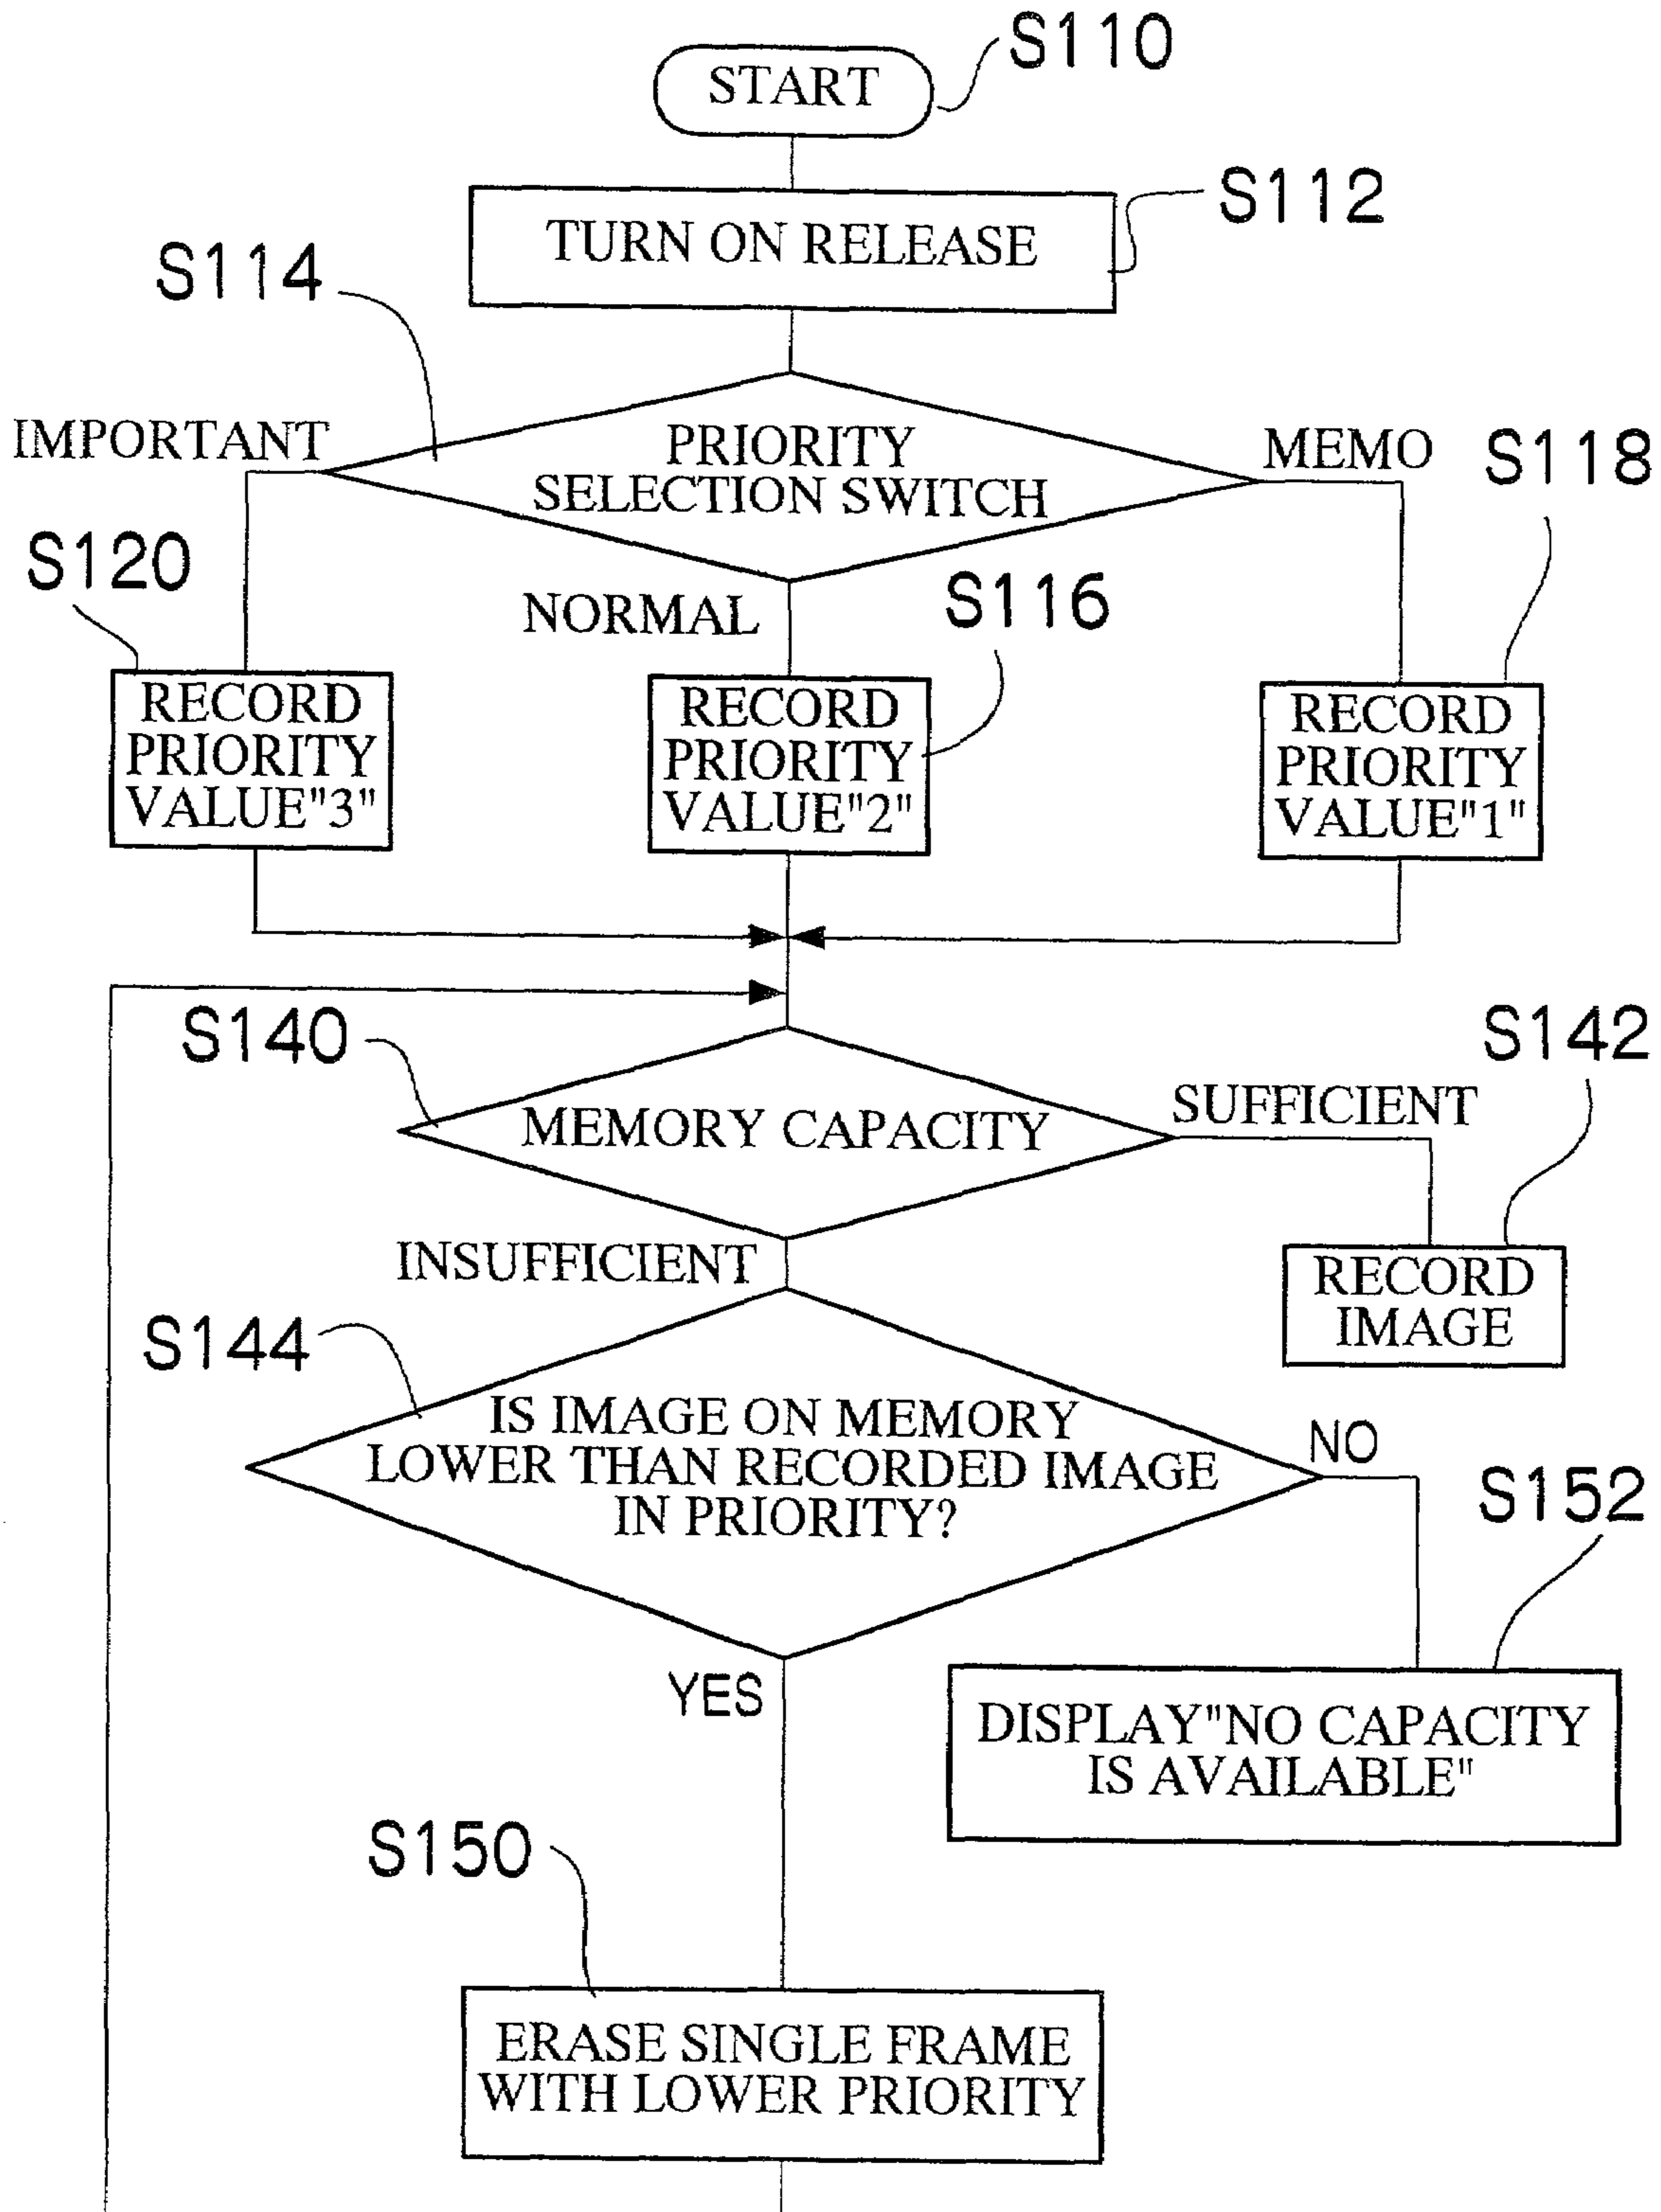 S110
START
S112
TURN ON RELEASE
S114
IMPORTANT
PRIORITY
SELECTION SWITCH
MEMO
S118
S120
NORMAL
S116
RECORD
PRIORITY
VALUE"3"
RECORD
PRIORITY
VALUE"2"
RECORD
PRIORITY
VALUE"1"
S140
MEMORY CAPACITY
SUFFICIENT
S142
INSUFFICIENT
RECORD
IMAGE
S144
IS IMAGE ON MEMORY
LOWER THAN RECORDED IMAGE
IN PRIORITY?
NO
S152
YES
DISPLAY"NO CAPACITY
IS AVAILABLE"
S150
ERASE SINGLE FRAME
WITH LOWER PRIORITY